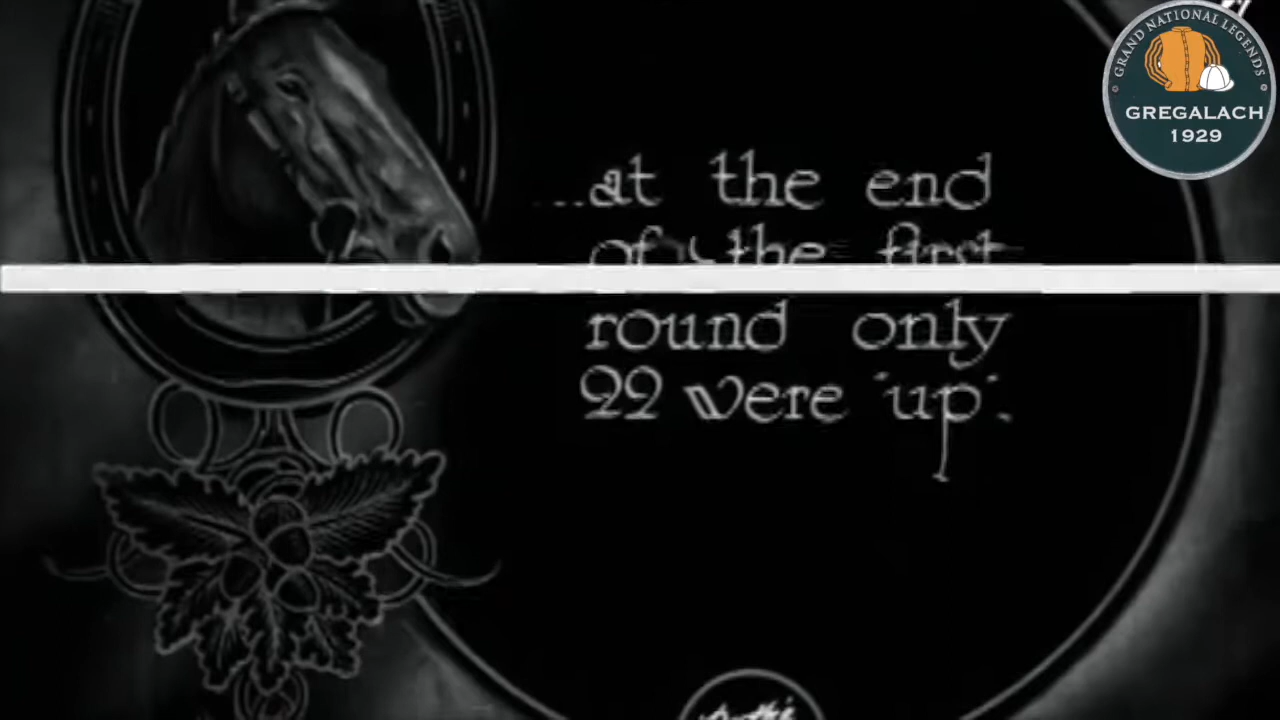 GRAND NATIONAL LEGENDS
GREGALACH
1929
...at the end
of the first
round only
22 were "up".